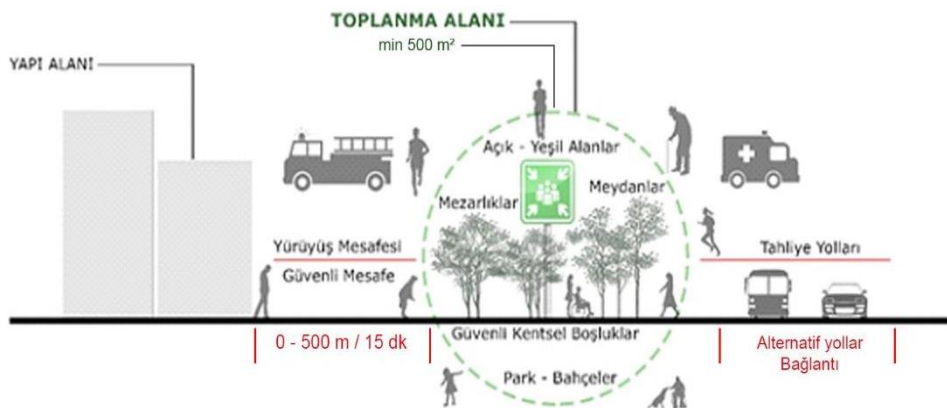 TOPLANMA ALANI
min 500 m²
YAPI ALANI
Açık - Yeşil Alanlar
Meydanlar
Mezarlıklar
Yürüyüş Mesafesi
Tahliye Yolları
Güvenli Mesafe
Güvenli Kentsel Boşluklar
0 - 500 m / 15 dk
Alternatif yollar
Bağlantı
Park - Bahçeler